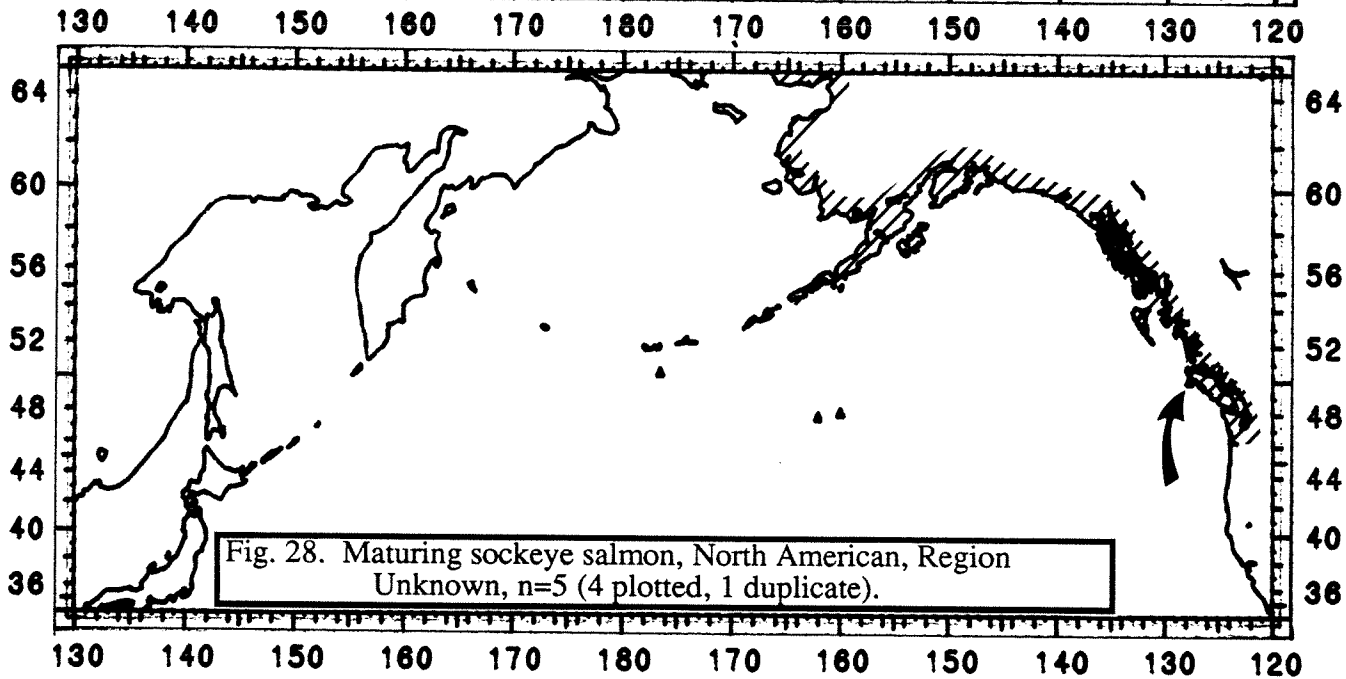 130 140 150 160 170 180 170 160 150 140 130 120
64 64
60 60
56 56
52 52
48 48
44 44
40 40
Fig. 28. Maturing sockeye salmon, North American, Region
36 Unknown, n=5 (4 plotted, 1 duplicate). 36
130 140 150 160 170 180 170 160 150 140 130 120